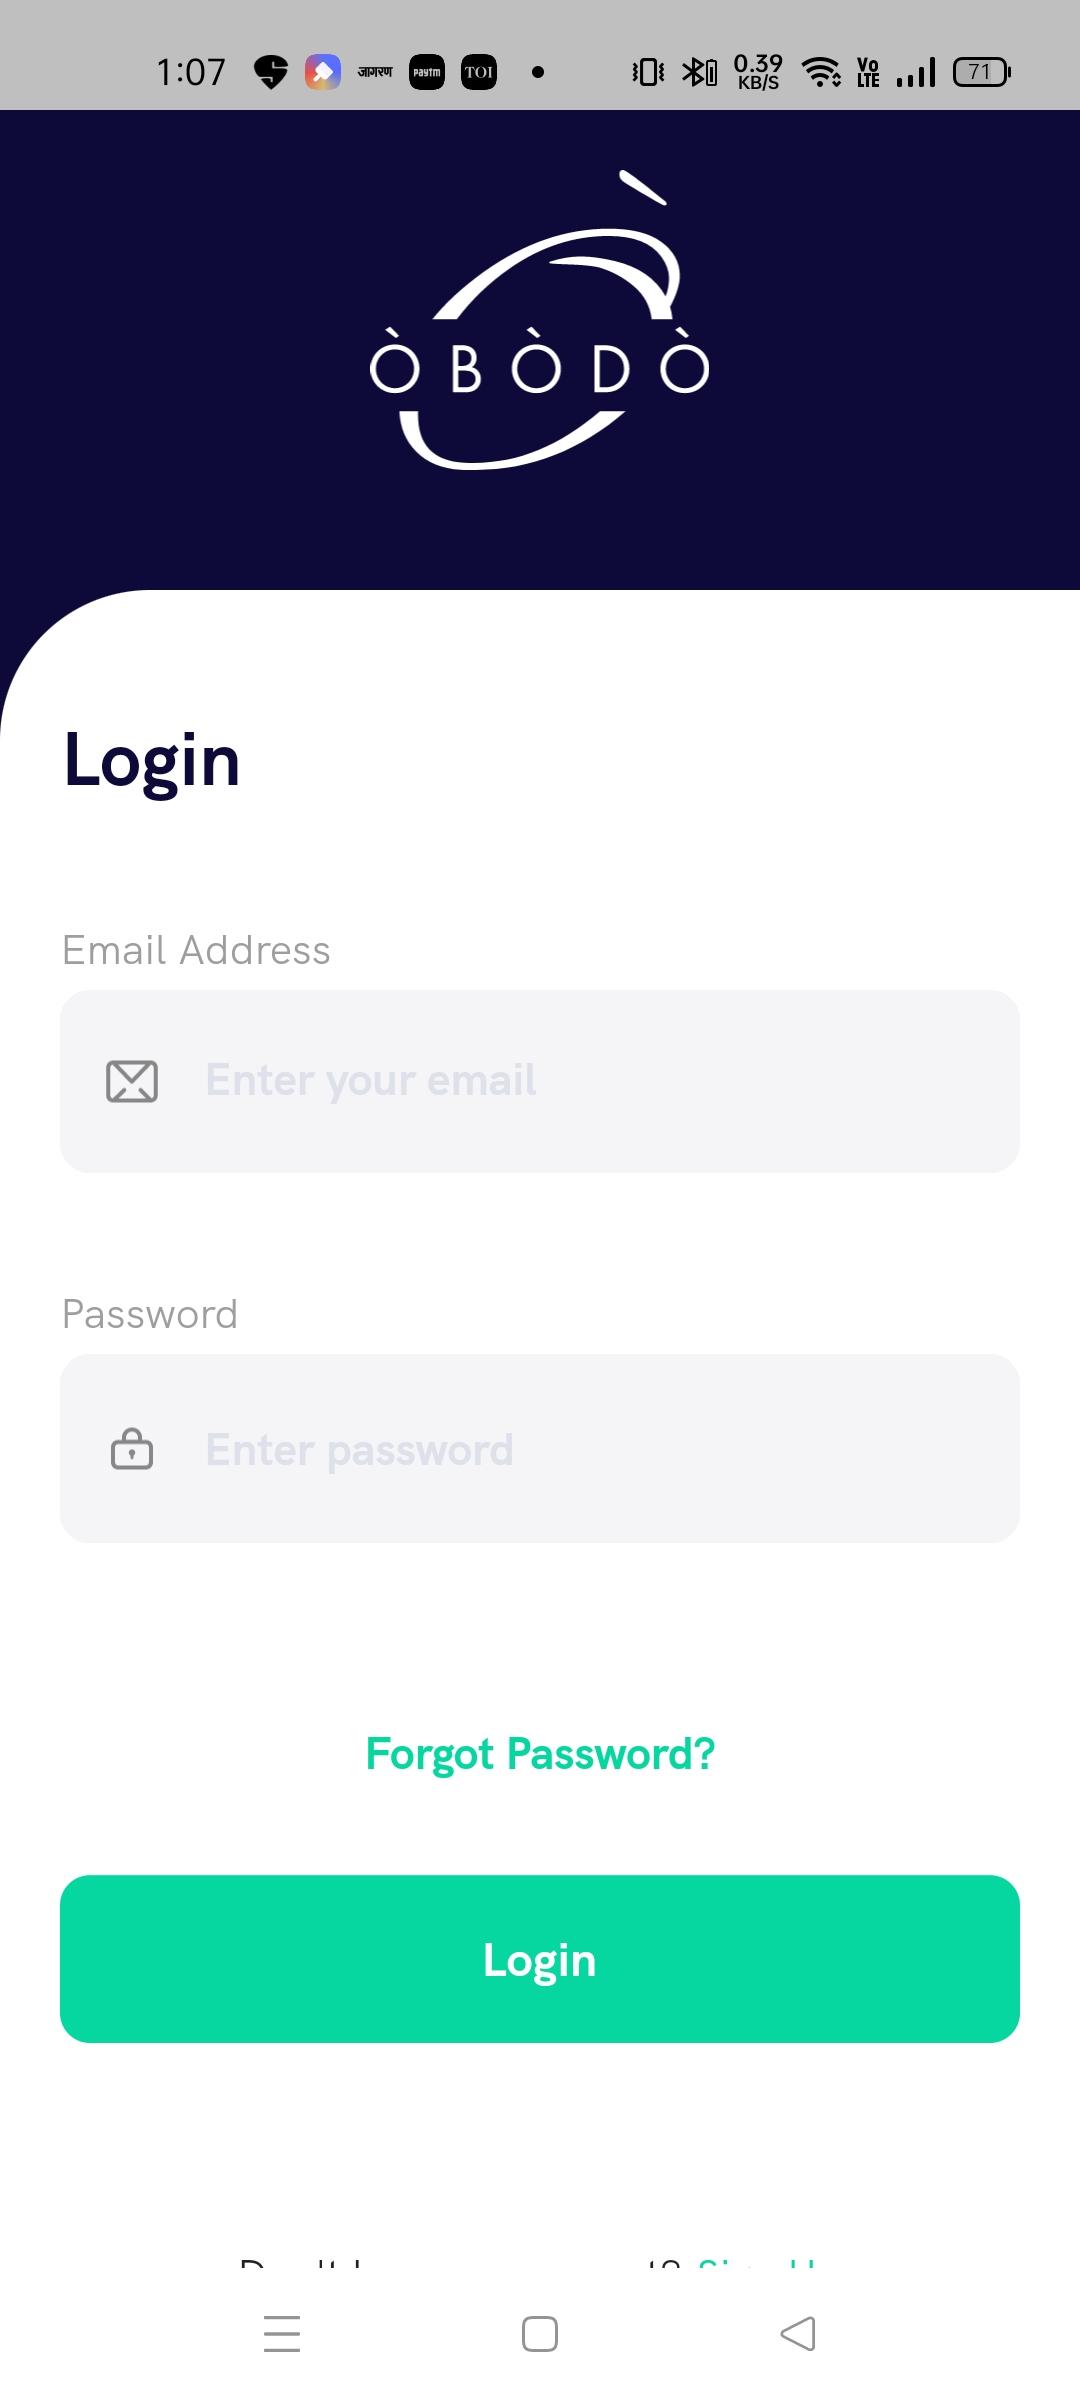 1:07 जागरण paytm TOI 0.39 KB/S Vo LTE 71
ÒBÒDÒ
Login
Email Address
Enter your email
Password
Enter password
Forgot Password?
Login